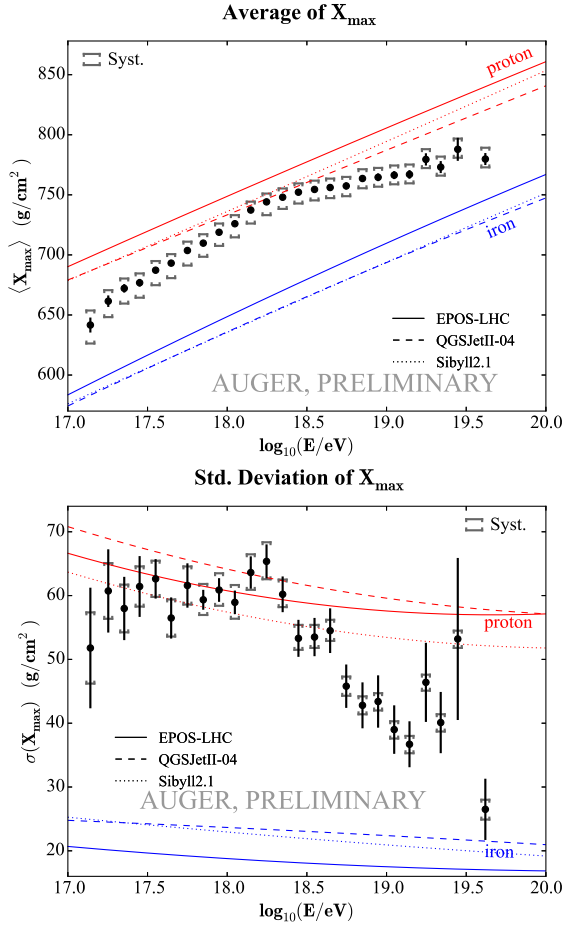 Average of X_max
850
800
750
700
650
600
⟨X_max⟩ (g/cm²)
Syst.
proton
iron
EPOS-LHC
QGSJetII-04
Sibyll2.1
AUGER, PRELIMINARY
17.0 17.5 18.0 18.5 19.0 19.5 20.0
log₁₀(E/eV)
Std. Deviation of X_max
70
60
50
40
30
20
σ(X_max) (g/cm²)
Syst.
proton
EPOS-LHC
QGSJetII-04
Sibyll2.1
AUGER, PRELIMINARY
iron
17.0 17.5 18.0 18.5 19.0 19.5 20.0
log₁₀(E/eV)